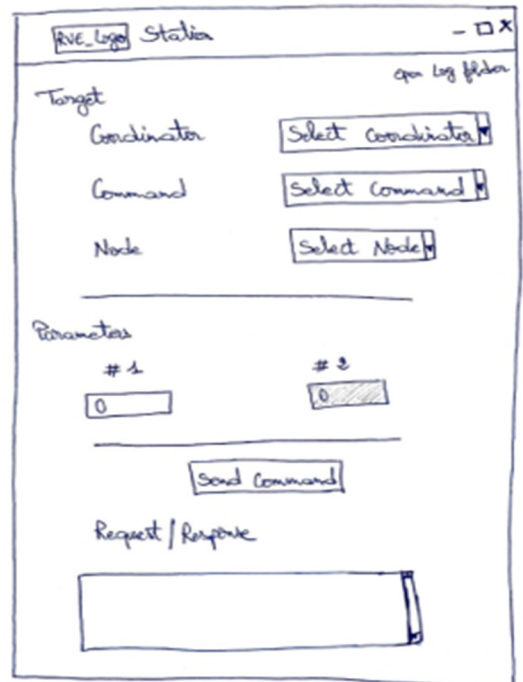 RVE_Logo Station
Open Log folder
Target
Coordinator Select Coordinator
Command Select Command
Node Select Node
Parameters
#1 #2
0 0
Send Command
Request / Response